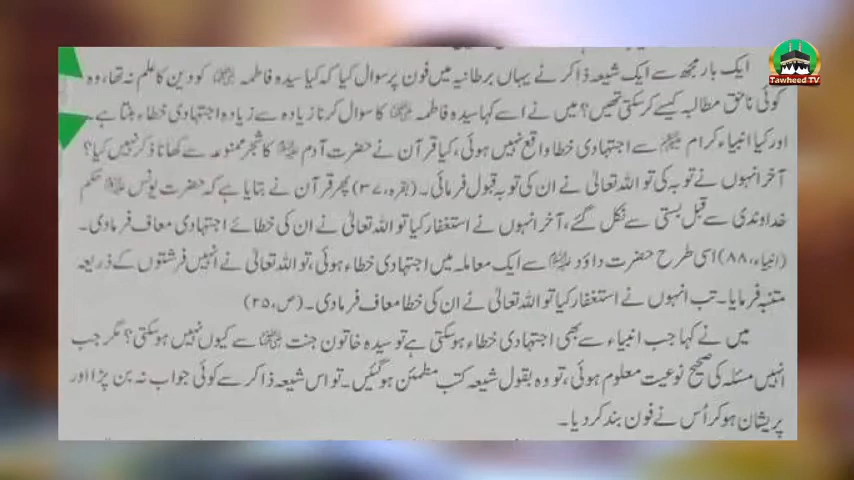 ایک بار مجھ سے ایک شیعہ ذاکر نے یہاں برطانیہ میں فون پر سوال کیا کہ کیا سیدہ فاطمہ کو دین کا علم نہ تھا، وہ
کوئی ناحق مطالبہ کیسے کر سکتی تھیں؟ میں نے اسے کہا سیدہ فاطمہ کا سوال کرنا زیادہ سے زیادہ اجتہادی خطاء بنتا ہے۔
اور کیا انبیاء کرام سے اجتہادی خطا واقع نہیں ہوئی، کیا قرآن نے حضرت آدم کا شجر ممنوعہ سے کھانا ذکر نہیں کیا؟
آخر انہوں نے توبہ کی تو اللہ تعالیٰ نے ان کی توبہ قبول فرمائی۔ (بقرہ، ۳۷) پھر قرآن نے بتایا ہے کہ حضرت یونس حکم
خداوندی سے قبل بستی سے نکل گئے، آخر انہوں نے استغفار کیا تو اللہ تعالیٰ نے ان کی خطائے اجتہادی معاف فرما دی۔
(انبیاء، ۸۸) اسی طرح حضرت داؤد سے ایک معاملہ میں اجتہادی خطاء ہوئی، تو اللہ تعالیٰ نے انہیں فرشتوں کے ذریعہ
متنبہ فرمایا۔ تب انہوں نے استغفار کیا تو اللہ تعالیٰ نے ان کی خطا معاف فرما دی۔ (ص، ۲۵)
میں نے کہا جب انبیاء سے بھی اجتہادی خطاء ہو سکتی ہے تو سیدہ خاتون جنت سے کیوں نہیں ہو سکتی؟ مگر جب
انہیں مسئلہ کی صحیح نوعیت معلوم ہوئی، تو وہ بقول شیعہ کتب مطمئن ہو گئیں۔ تو اس شیعہ ذاکر سے کوئی جواب نہ بن پڑا اور
پریشان ہو کر اُس نے فون بند کر دیا۔
Tawheed TV